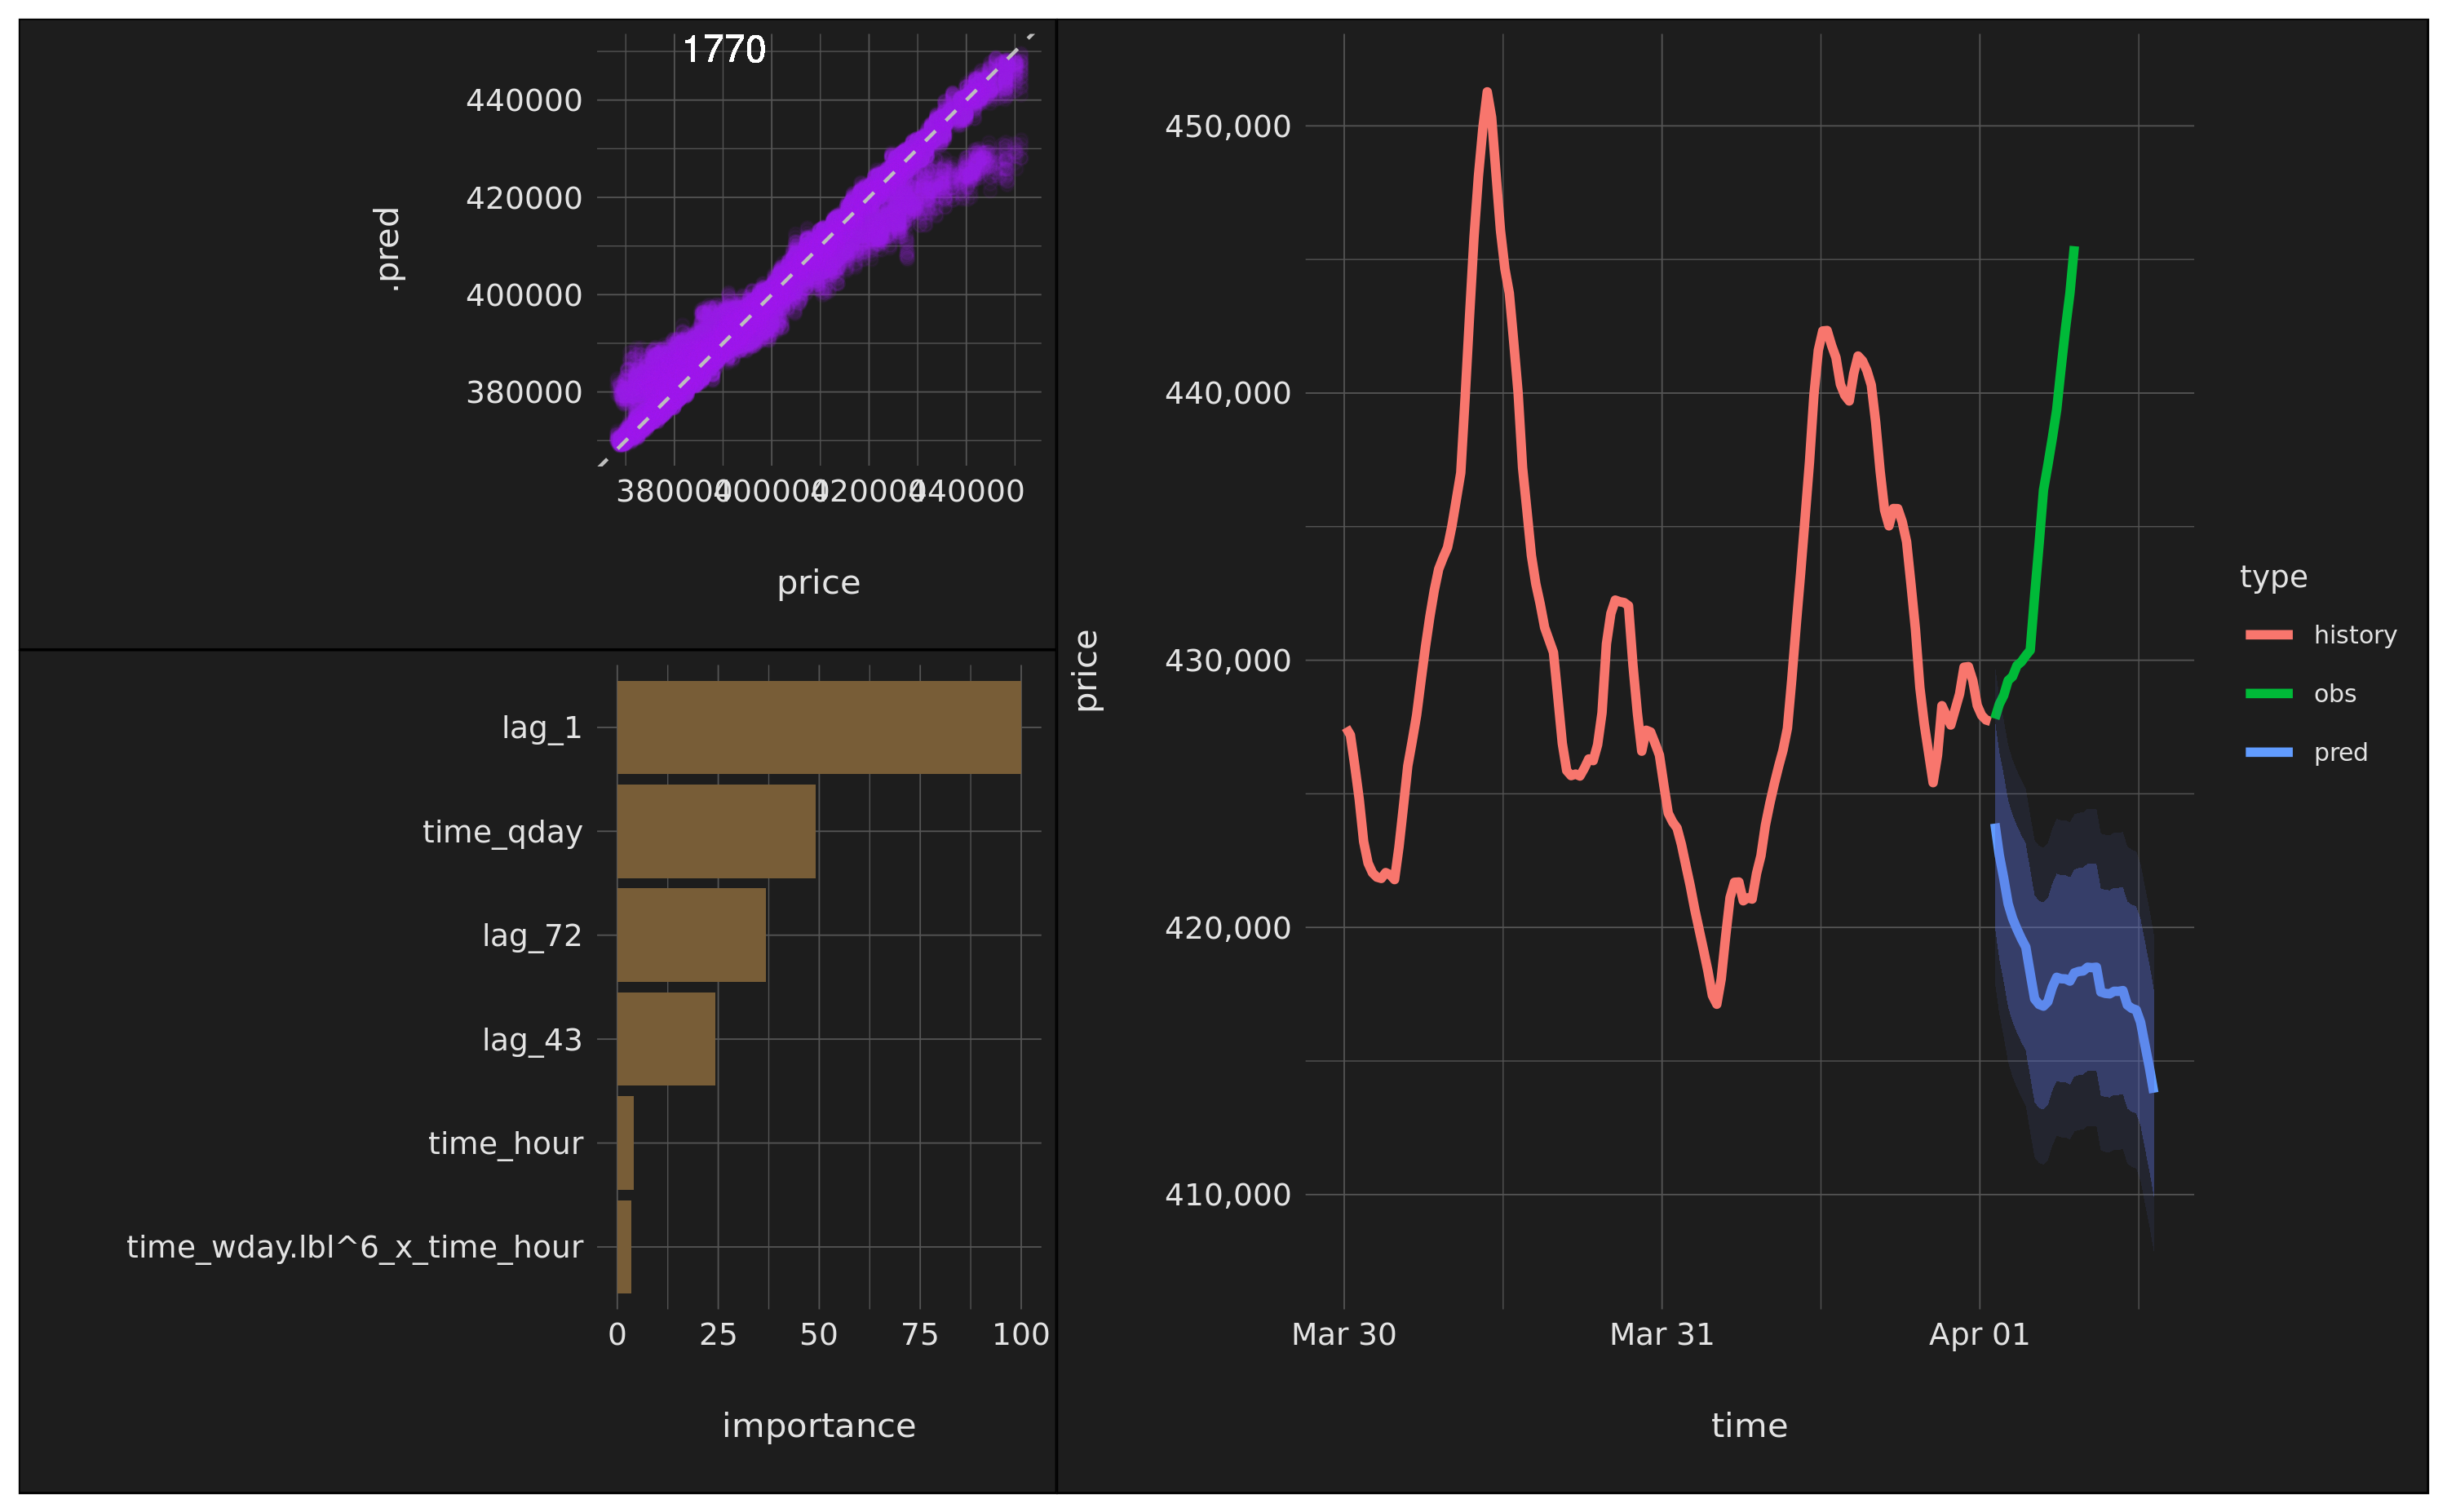 1770
440000
420000
400000
380000
.pred
380000 400000 420000 440000
price
lag_1
time_qday
lag_72
lag_43
time_hour
time_wday.lbl^6_x_time_hour
0 25 50 75 100
importance
450,000
440,000
430,000
420,000
410,000
price
Mar 30 Mar 31 Apr 01
time
type
history
obs
pred